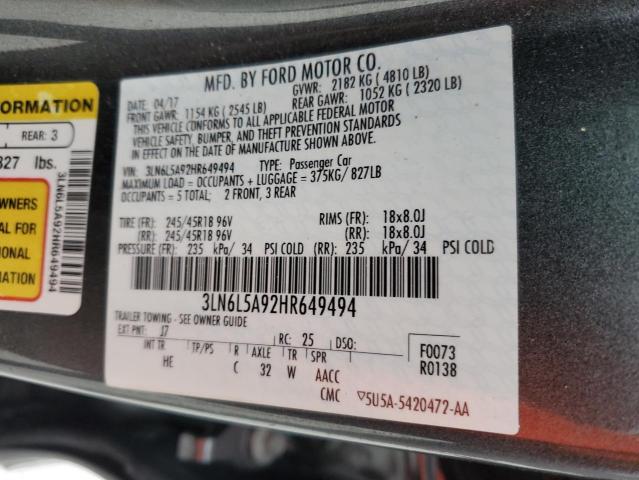 MFD. BY FORD MOTOR CO.
DATE: 04/17 GVWR: 2182 KG ( 4810 LB)
FRONT GAWR: 1154 KG ( 2545 LB) REAR GAWR: 1052 KG ( 2320 LB)
THIS VEHICLE CONFORMS TO ALL APPLICABLE FEDERAL MOTOR
VEHICLE SAFETY, BUMPER, AND THEFT PREVENTION STANDARDS
IN EFFECT ON THE DATE OF MANUFACTURE SHOWN ABOVE.
VIN: 3LN6L5A92HR649494 TYPE: Passenger Car
MAXIMUM LOAD = OCCUPANTS + LUGGAGE = 375KG/ 827LB
OCCUPANTS = 5 TOTAL; 2 FRONT, 3 REAR
TIRE (FR): 245/45R18 96V RIMS (FR): 18x8.0J
(RR): 245/45R18 96V (RR): 18x8.0J
PRESSURE (FR): 235 kPa/ 34 PSI COLD (RR): 235 kPa/ 34 PSI COLD
3LN6L5A92HR649494
TRAILER TOWING - SEE OWNER GUIDE
EXT PNT: J7 RC: 25 DSO: F0073
INT TR TP/PS R AXLE TR SPR R0138
HE C 32 W AACC
CMC ▽5U5A-5420472-AA
FORMATION
REAR: 3
827 lbs.
OWNERS
AL FOR
IONAL
RMATION
3LN6L5A92HR649494